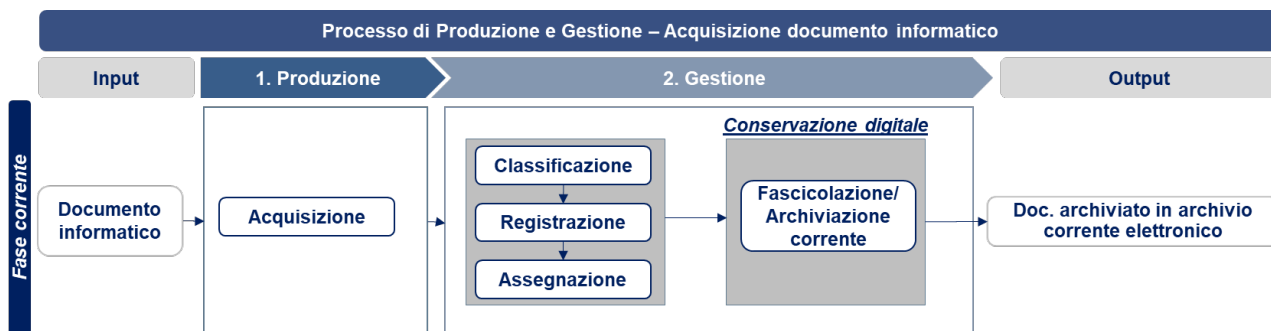 Processo di Produzione e Gestione – Acquisizione documento informatico
Input
1. Produzione
2. Gestione
Output
Fase corrente
Documento
informatico
Acquisizione
Classificazione
Registrazione
Assegnazione
Conservazione digitale
Fascicolazione/
Archiviazione
corrente
Doc. archiviato in archivio
corrente elettronico